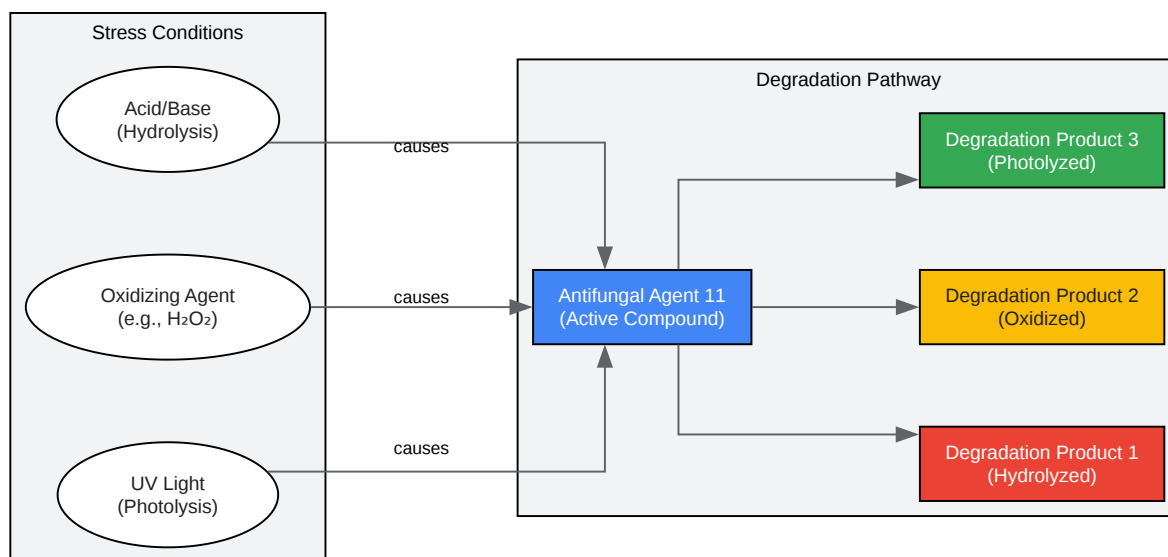 Stress Conditions
Acid/Base
(Hydrolysis)
causes
Oxidizing Agent
(e.g., H₂O₂)
causes
UV Light
(Photolysis)
causes
Degradation Pathway
Antifungal Agent 11
(Active Compound)
Degradation Product 3
(Photolyzed)
Degradation Product 2
(Oxidized)
Degradation Product 1
(Hydrolyzed)